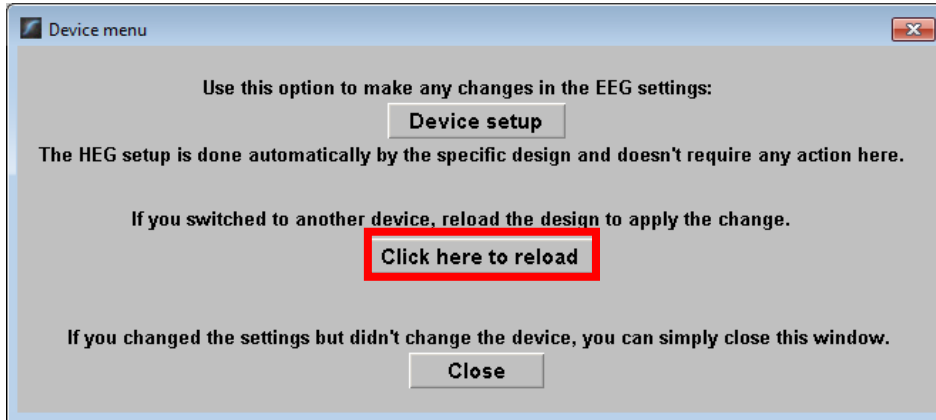 Device menu
Use this option to make any changes in the EEG settings:
Device setup
The HEG setup is done automatically by the specific design and doesn't require any action here.
If you switched to another device, reload the design to apply the change.
Click here to reload
If you changed the settings but didn't change the device, you can simply close this window.
Close